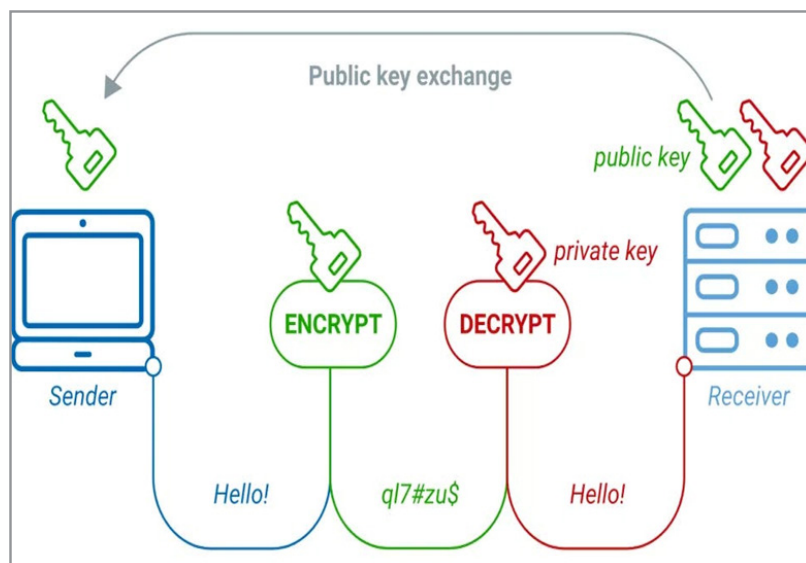 Public key exchange
public key
private key
ENCRYPT
DECRYPT
Sender
Receiver
Hello!
ql7#zu$
Hello!